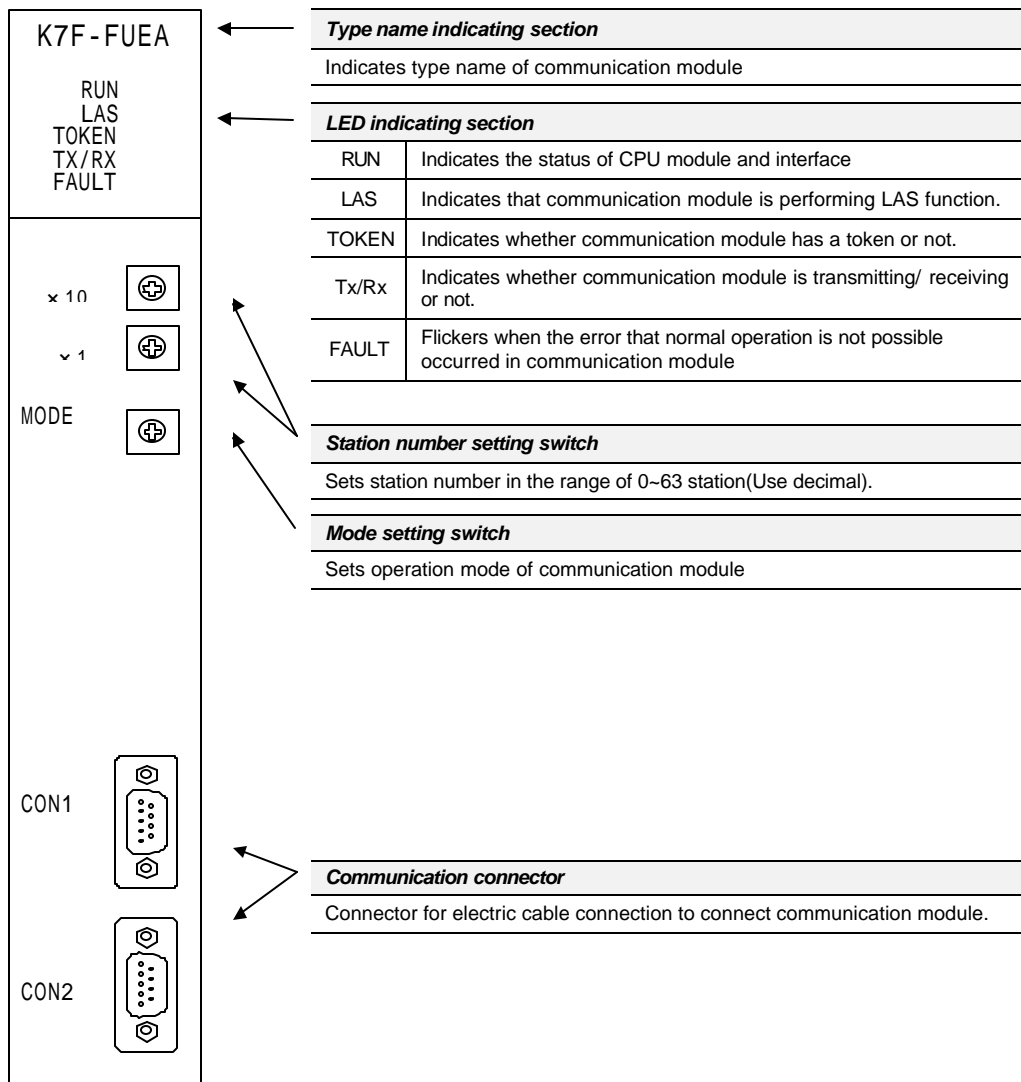 K7F-FUEA
RUN
LAS
TOKEN
TX/RX
FAULT
× 10
× 1
MODE
CON1
CON2
Type name indicating section
Indicates type name of communication module
LED indicating section
RUN Indicates the status of CPU module and interface
LAS Indicates that communication module is performing LAS function.
TOKEN Indicates whether communication module has a token or not.
Tx/Rx Indicates whether communication module is transmitting/ receiving
or not.
FAULT Flickers when the error that normal operation is not possible
occurred in communication module
Station number setting switch
Sets station number in the range of 0~63 station(Use decimal).
Mode setting switch
Sets operation mode of communication module
Communication connector
Connector for electric cable connection to connect communication module.